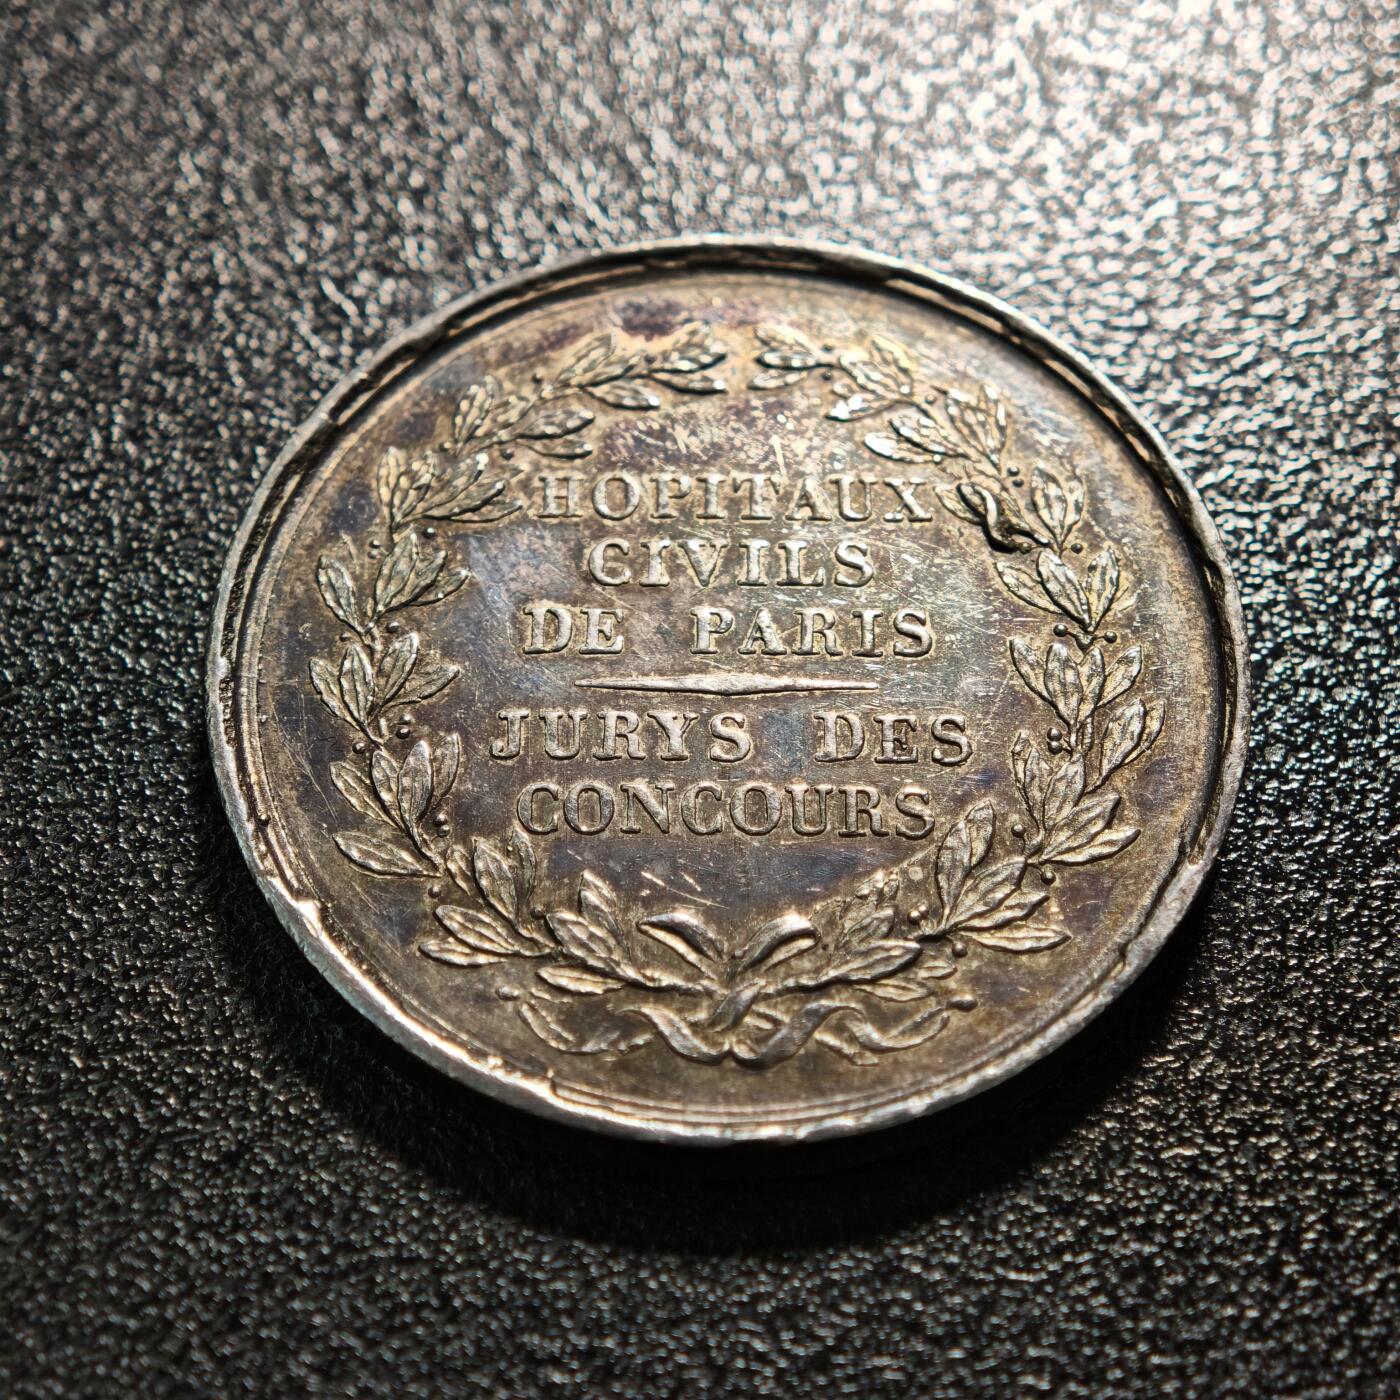 HOPITAUX
CIVILS
DE PARIS
JURYS DES
CONCOURS